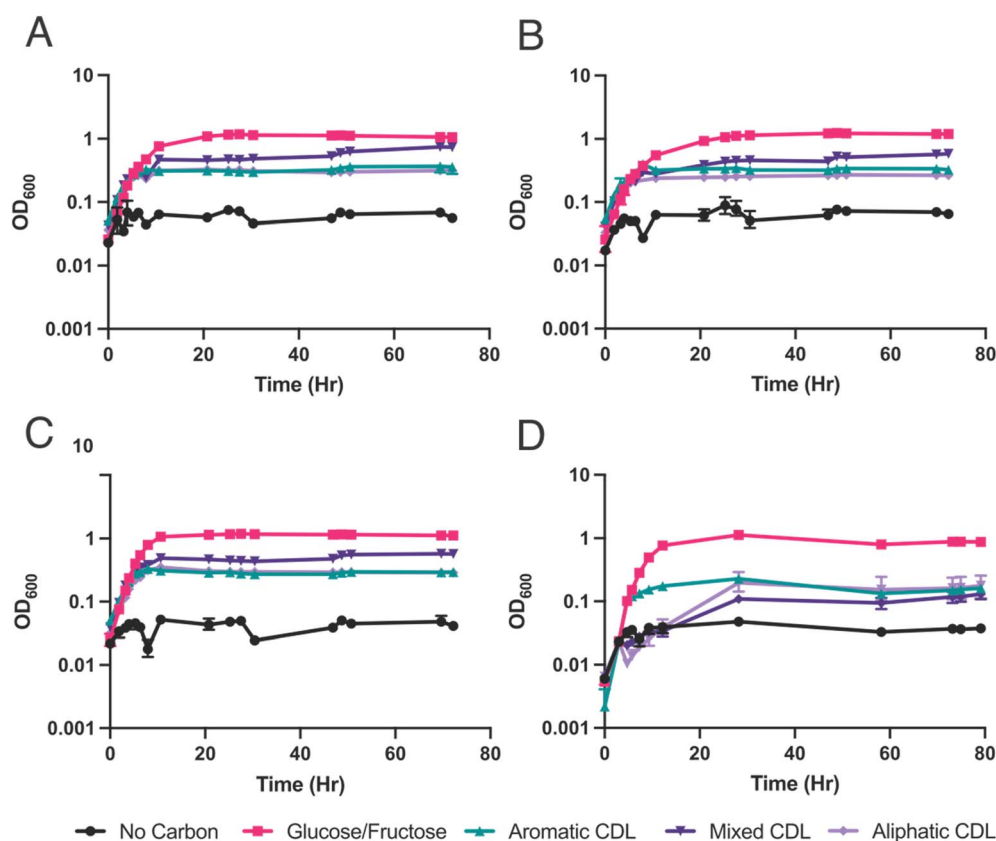 A
B
10
1
0.1
0.01
0.001
OD600
0 20 40 60 80
Time (Hr)
10
1
0.1
0.01
0.001
OD600
0 20 40 60 80
Time (Hr)
C
D
10
1
0.1
0.01
0.001
OD600
0 20 40 60 80
Time (Hr)
10
1
0.1
0.01
0.001
OD600
0 20 40 60 80
Time (Hr)
No Carbon Glucose/Fructose Aromatic CDL Mixed CDL Aliphatic CDL